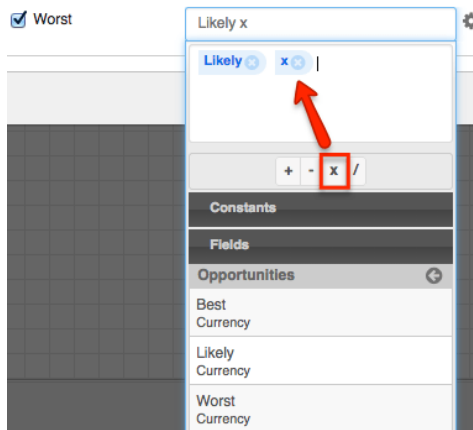 Worst
Likely x
Likely x
+ - x /
Constants
Fields
Opportunities
Best
Currency
Likely
Currency
Worst
Currency